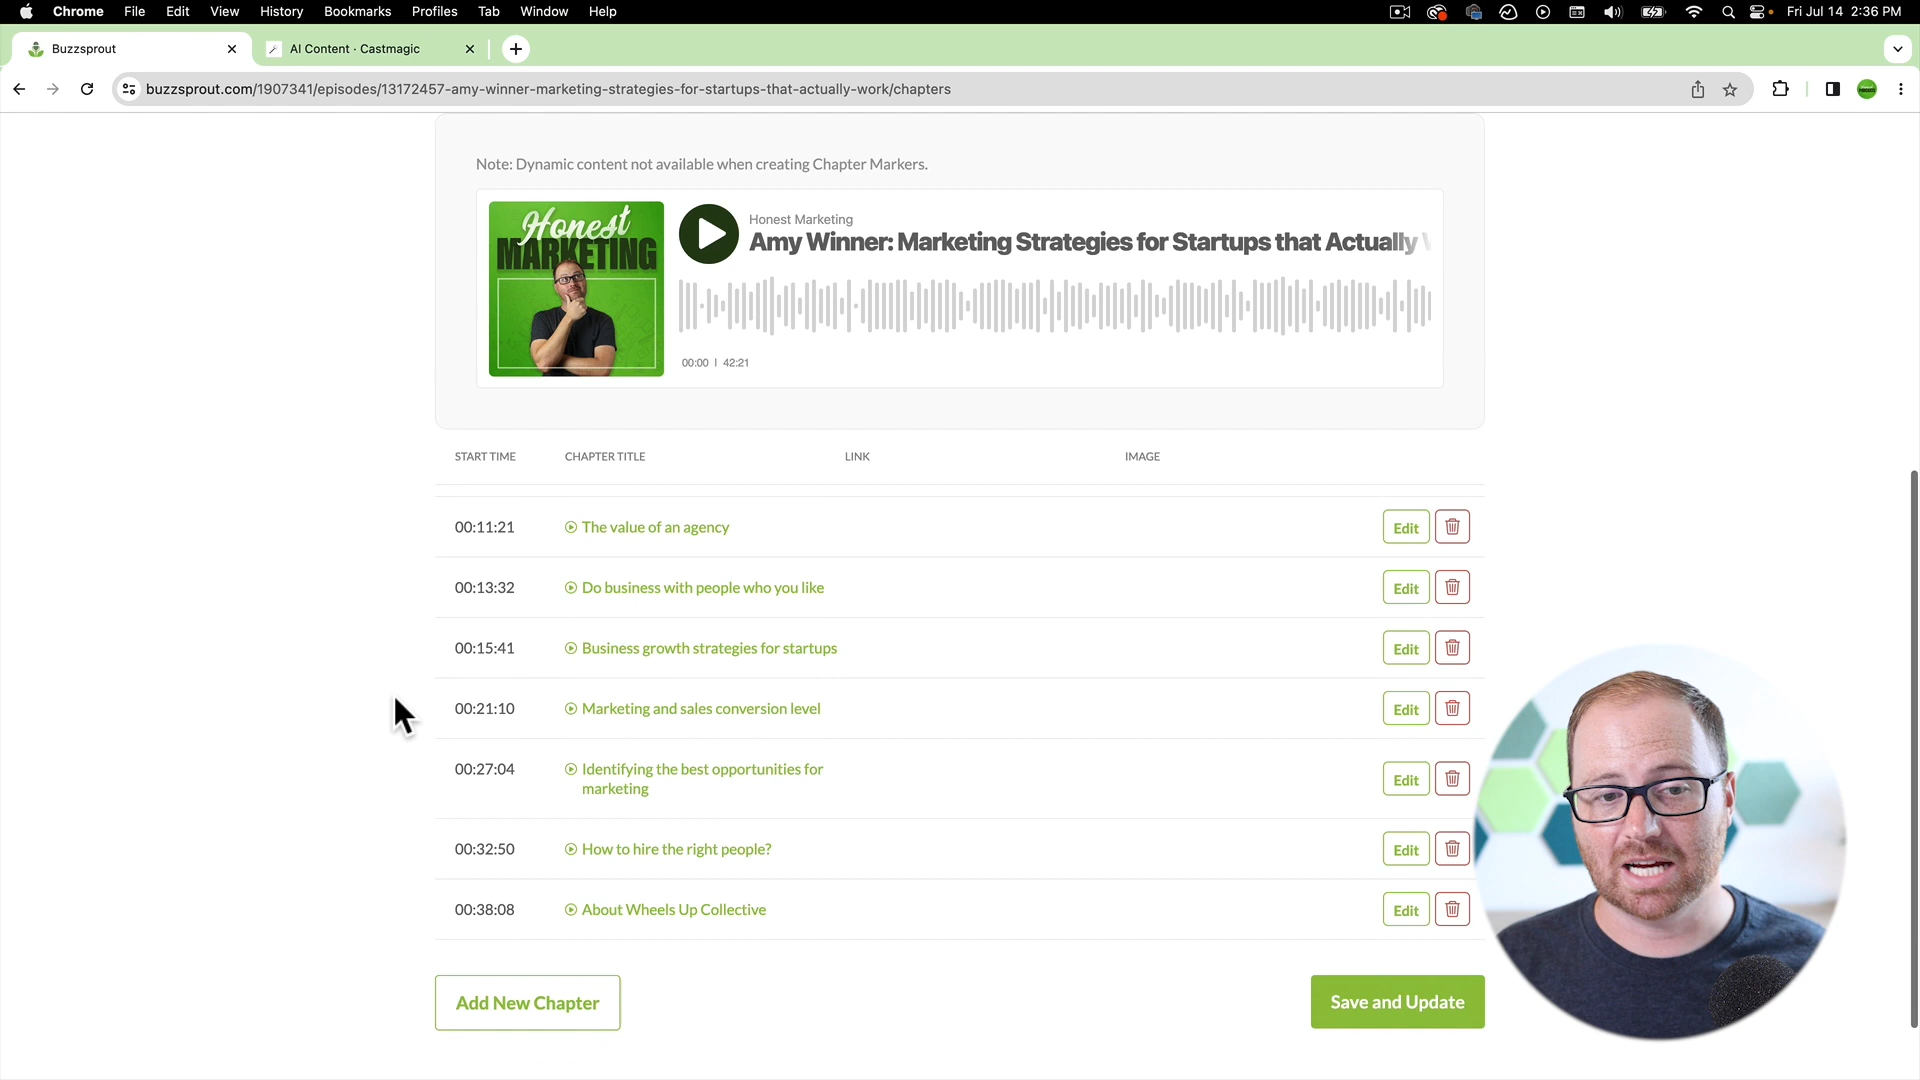 Chrome File Edit View History Bookmarks Profiles Tab Window Help Fri Jul 14 2:36 PM
Buzzsprout AI Content · Castmagic
buzzsprout.com/1907341/episodes/13172457-amy-winner-marketing-strategies-for-startups-that-actually-work/chapters
Note: Dynamic content not available when creating Chapter Markers.
Honest
MARKETING
Honest Marketing
Amy Winner: Marketing Strategies for Startups that Actually
00:00 | 42:21
START TIME CHAPTER TITLE LINK IMAGE
00:11:21 The value of an agency Edit
00:13:32 Do business with people who you like Edit
00:15:41 Business growth strategies for startups Edit
00:21:10 Marketing and sales conversion level Edit
00:27:04 Identifying the best opportunities for
marketing Edit
00:32:50 How to hire the right people? Edit
00:38:08 About Wheels Up Collective Edit
Add New Chapter Save and Update